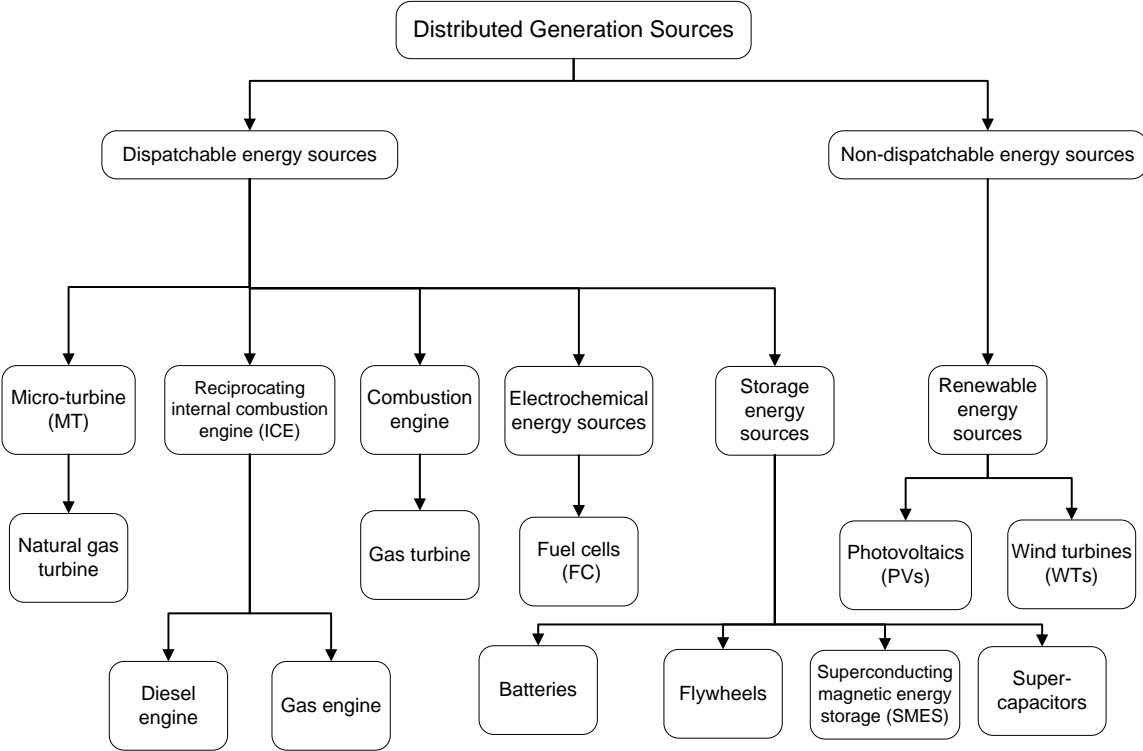 Distributed Generation Sources
Dispatchable energy sources
Non-dispatchable energy sources
Micro-turbine
(MT)
Reciprocating
internal combustion
engine (ICE)
Combustion
engine
Electrochemical
energy sources
Storage
energy
sources
Renewable
energy
sources
Natural gas
turbine
Gas turbine
Fuel cells
(FC)
Photovoltaics
(PVs)
Wind turbines
(WTs)
Diesel
engine
Gas engine
Batteries
Flywheels
Superconducting
magnetic energy
storage (SMES)
Super-
capacitors